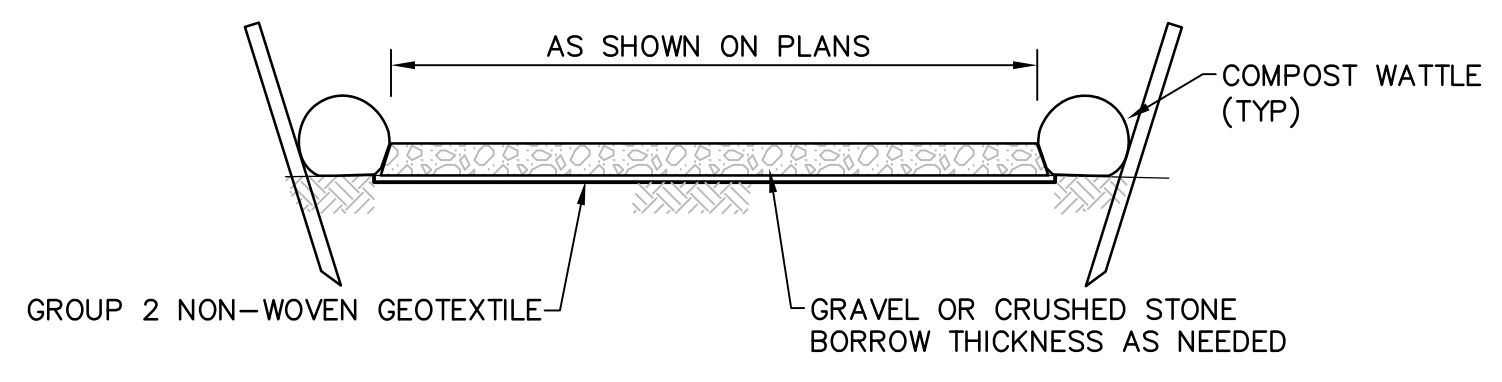 AS SHOWN ON PLANS
COMPOST WATTLE
(TYP)
GROUP 2 NON-WOVEN GEOTEXTILE
GRAVEL OR CRUSHED STONE
BORROW THICKNESS AS NEEDED